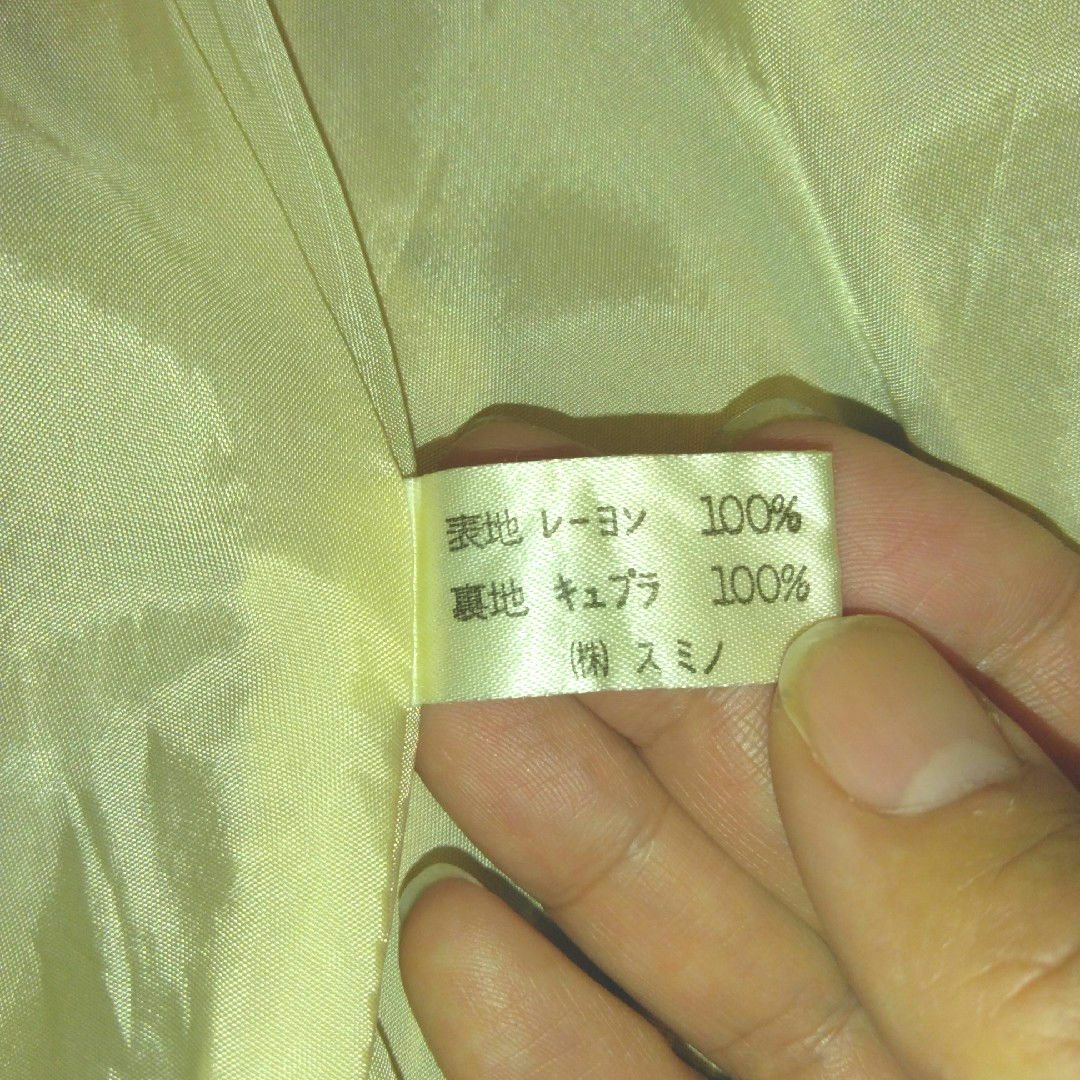 表地 レーヨン 100%
裏地 キュプラ 100%
(株) スミノ